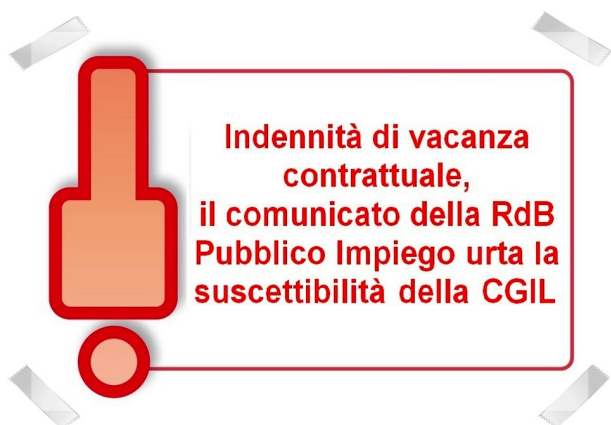 Indennità di vacanza
contrattuale,
il comunicato della RdB
Pubblico Impiego urta la
suscettibilità della CGIL